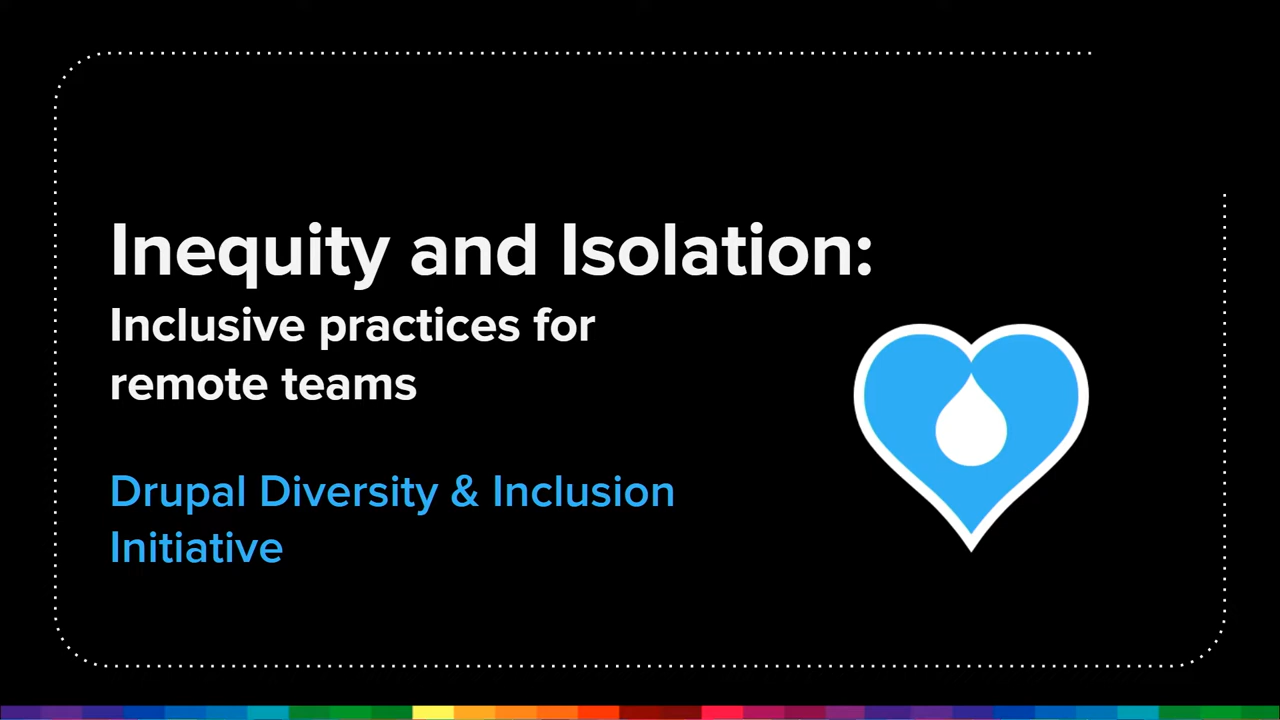 Inequity and Isolation:
Inclusive practices for
remote teams
Drupal Diversity & Inclusion
Initiative